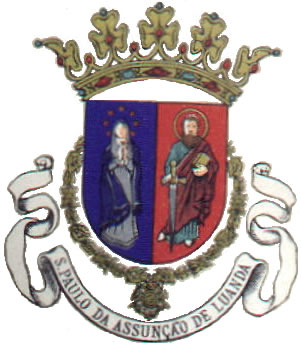 S. PAULO DA ASSUNÇÃO DE LUANDA